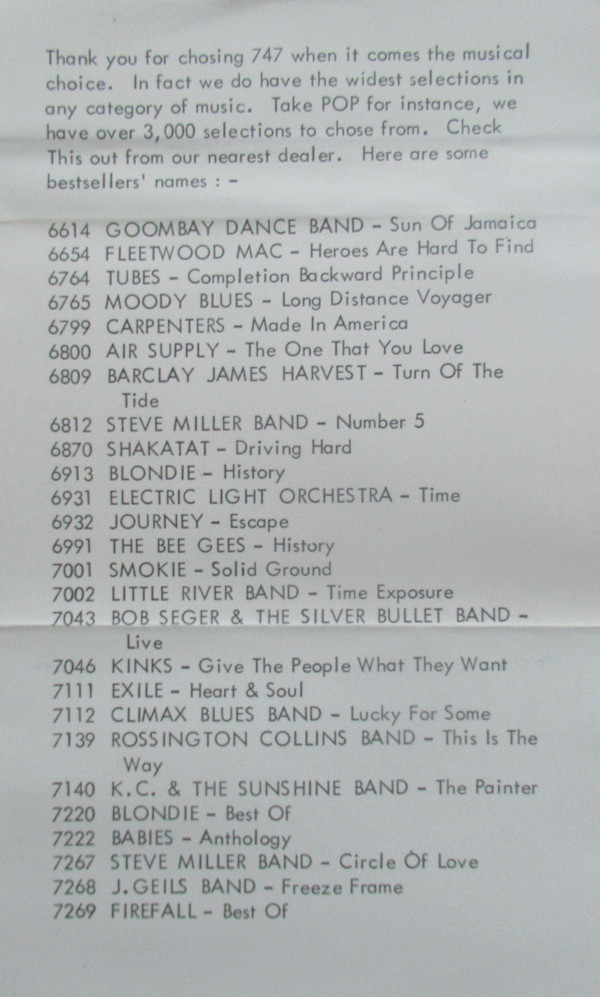 Thank you for chosing 747 when it comes the musical
choice. In fact we do have the widest selections in
any category of music. Take POP for instance, we
have over 3,000 selections to chose from. Check
This out from our nearest dealer. Here are some
bestsellers' names : -
6614 GOOMBAY DANCE BAND - Sun Of Jamaica
6654 FLEETWOOD MAC - Heroes Are Hard To Find
6764 TUBES - Completion Backward Principle
6765 MOODY BLUES - Long Distance Voyager
6799 CARPENTERS - Made In America
6800 AIR SUPPLY - The One That You Love
6809 BARCLAY JAMES HARVEST - Turn Of The
Tide
6812 STEVE MILLER BAND - Number 5
6870 SHAKATAT - Driving Hard
6913 BLONDIE - History
6931 ELECTRIC LIGHT ORCHESTRA - Time
6932 JOURNEY - Escape
6991 THE BEE GEES - History
7001 SMOKIE - Solid Ground
7002 LITTLE RIVER BAND - Time Exposure
7043 BOB SEGER & THE SILVER BULLET BAND -
Live
7046 KINKS - Give The People What They Want
7111 EXILE - Heart & Soul
7112 CLIMAX BLUES BAND - Lucky For Some
7139 ROSSINGTON COLLINS BAND - This Is The
Way
7140 K.C. & THE SUNSHINE BAND - The Painter
7220 BLONDIE - Best Of
7222 BABIES - Anthology
7267 STEVE MILLER BAND - Circle Of Love
7268 J.GEILS BAND - Freeze Frame
7269 FIREFALL - Best Of